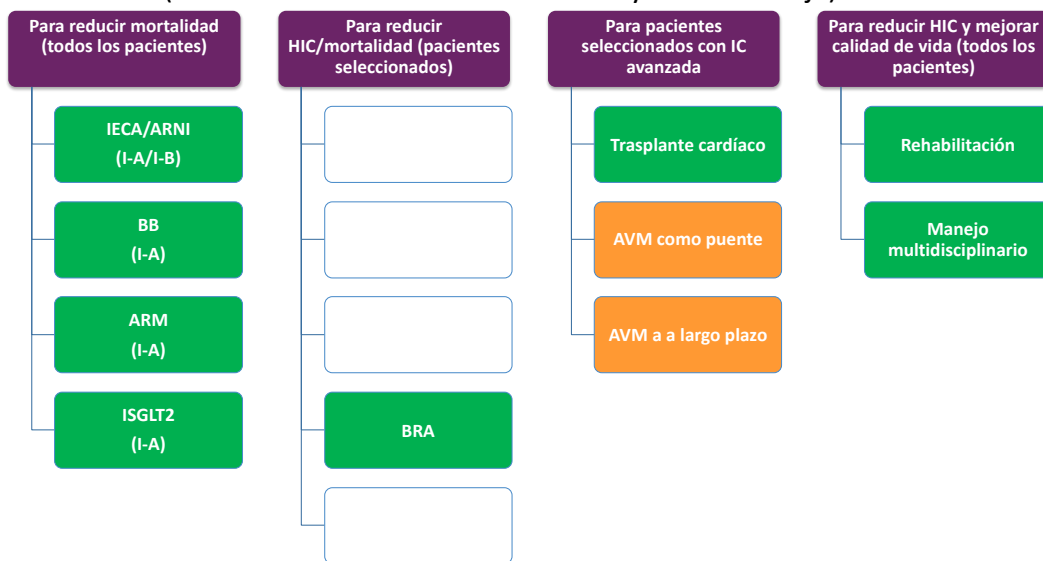 Para reducir mortalidad
(todos los pacientes)
IECA/ARNI
(I-A/I-B)
BB
(I-A)
ARM
(I-A)
ISGLT2
(I-A)
Para reducir
HIC/mortalidad (pacientes
seleccionados)
BRA
Para pacientes
seleccionados con IC
avanzada
Trasplante cardíaco
AVM como puente
AVM a a largo plazo
Para reducir HIC y mejorar
calidad de vida (todos los
pacientes)
Rehabilitación
Manejo
multidisciplinario